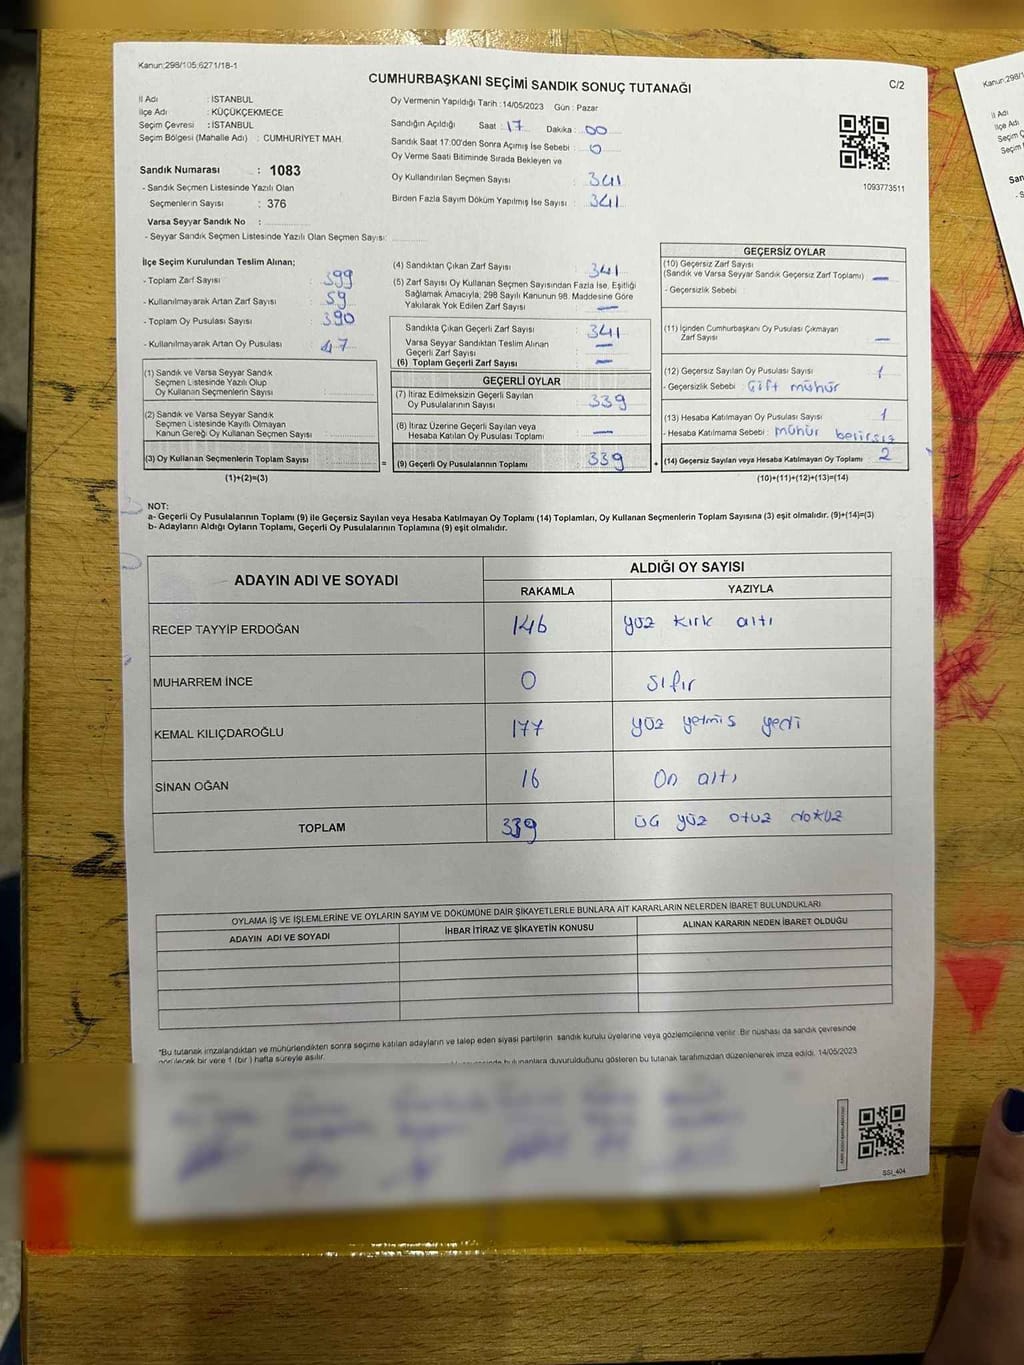 Kanun:298/105,6271/18-1
CUMHURBAŞKANI SEÇİMİ SANDIK SONUÇ TUTANAĞI
C/2
İl Adı : İSTANBUL
İlçe Adı : KÜÇÜKÇEKMECE
Seçim Çevresi : İSTANBUL
Seçim Bölgesi (Mahalle Adı) : CUMHURİYET MAH.
Sandık Numarası : 1083
- Sandık Seçmen Listesinde Yazılı Olan
Seçmenlerin Sayısı : 376
Varsa Seyyar Sandık No :
- Seyyar Sandık Seçmen Listesinde Yazılı Olan Seçmen Sayısı:
Oy Vermenin Yapıldığı Tarih :14/05/2023 Gün : Pazar
Sandığın Açıldığı Saat : 17 Dakika : 00
Sandık Saat 17:00'den Sonra Açımış İse Sebebi : 0
Oy Verme Saati Bitiminde Sırada Bekleyen ve
Oy Kullandırılan Seçmen Sayısı : 341
Birden Fazla Sayım Döküm Yapılmış İse Sayısı : 341
1093773511
İlçe Seçim Kurulundan Teslim Alınan;
- Toplam Zarf Sayısı : 399
- Kullanılmayarak Artan Zarf Sayısı : 59
- Toplam Oy Pusulası Sayısı : 390
- Kullanılmayarak Artan Oy Pusulası : 47
(1) Sandık ve Varsa Seyyar Sandık
Seçmen Listesinde Yazılı Olup
Oy Kullanan Seçmenlerin Sayısı :
(2) Sandık ve Varsa Seyyar Sandık
Seçmen Listesinde Kayıtlı Olmayan
Kanun Gereği Oy Kullanan Seçmen Sayısı :
(3) Oy Kullanan Seçmenlerin Toplam Sayısı
(1)+(2)=(3)
(4) Sandıktan Çıkan Zarf Sayısı : 341
(5) Zarf Sayısı Oy Kullanan Seçmen Sayısından Fazla İse, Eşitliği
Sağlamak Amacıyla; 298 Sayılı Kanunun 98. Maddesine Göre
Yakılarak Yok Edilen Zarf Sayısı : —
Sandıkta Çıkan Geçerli Zarf Sayısı : 341
Varsa Seyyar Sandıktan Teslim Alınan
Geçerli Zarf Sayısı : —
(6) Toplam Geçerli Zarf Sayısı : —
GEÇERLİ OYLAR
(7) İtiraz Edilmeksizin Geçerli Sayılan
Oy Pusulalarının Sayısı : 339
(8) İtiraz Üzerine Geçerli Sayılan veya
Hesaba Katılan Oy Pusulası Toplamı : —
= (9) Geçerli Oy Pusulalarının Toplamı : 339 +
GEÇERSİZ OYLAR
(10) Geçersiz Zarf Sayısı
(Sandık ve Varsa Seyyar Sandık Geçersiz Zarf Toplamı) : —
- Geçersizlik Sebebi :
(11) İçinden Cumhurbaşkanı Oy Pusulası Çıkmayan
Zarf Sayısı : —
(12) Geçersiz Sayılan Oy Pusulası Sayısı : 1
- Geçersizlik Sebebi : Çift mühür
(13) Hesaba Katılmayan Oy Pusulası Sayısı : 1
- Hesaba Katılmama Sebebi : mühür belirsiz
(14) Geçersiz Sayılan veya Hesaba Katılmayan Oy Toplamı : 2
(10)+(11)+(12)+(13)=(14)
NOT:
a- Geçerli Oy Pusulalarının Toplamı (9) ile Geçersiz Sayılan veya Hesaba Katılmayan Oy Toplamı (14) Toplamları, Oy Kullanan Seçmenlerin Toplam Sayısına (3) eşit olmalıdır. (9)+(14)=(3)
b- Adayların Aldığı Oyların Toplamı, Geçerli Oy Pusulalarının Toplamına (9) eşit olmalıdır.
ADAYIN ADI VE SOYADI
ALDIĞI OY SAYISI
RAKAMLA YAZIYLA
RECEP TAYYİP ERDOĞAN 146 yüz kırk altı
MUHARREM İNCE 0 sıfır
KEMAL KILIÇDAROĞLU 177 yüz yetmiş yedi
SİNAN OĞAN 16 On altı
TOPLAM 339 üç yüz otuz dokuz
OYLAMA İŞ VE İŞLEMLERİNE VE OYLARIN SAYIM VE DÖKÜMÜNE DAİR ŞİKAYETLERLE BUNLARA AİT KARARLARIN NELERDEN İBARET BULUNDUKLARI
ADAYIN ADI VE SOYADI İHBAR İTİRAZ VE ŞİKAYETİN KONUSU ALINAN KARARIN NEDEN İBARET OLDUĞU
*Bu tutanak imzalandıktan ve mühürlendikten sonra seçime katılan adayların ve talep eden siyasi partilerin sandık kurulu üyelerine veya gözlemcilerine verilir. Bir nüshası da sandık çevresinde
görülecek bir yere 1 (bir) hafta süreyle asılır.
bulunanlara duyurulduğunu gösteren bu tutanak tarafımızdan düzenlenerek imza edildi. 14/05/2023
SSI_404
Kanun:298/1
İl Adı
İlçe Adı
Seçim Ç
Seçim
San